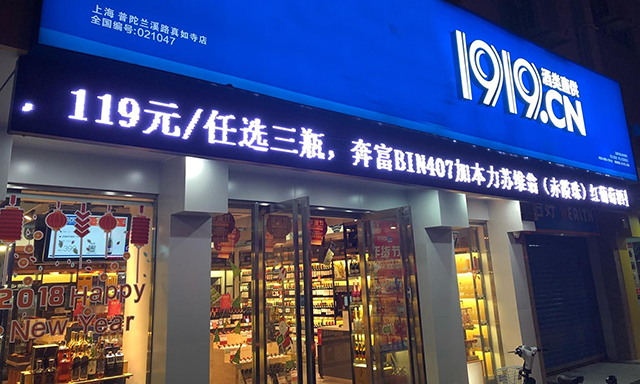 上海 普陀兰溪路真如寺店
全国编号:021047
1919.CN
酒类直供
，119元/任选三瓶，奔富BIN407加本力苏维翁（赤霞珠）红葡萄酒
2018 Happy
New Year